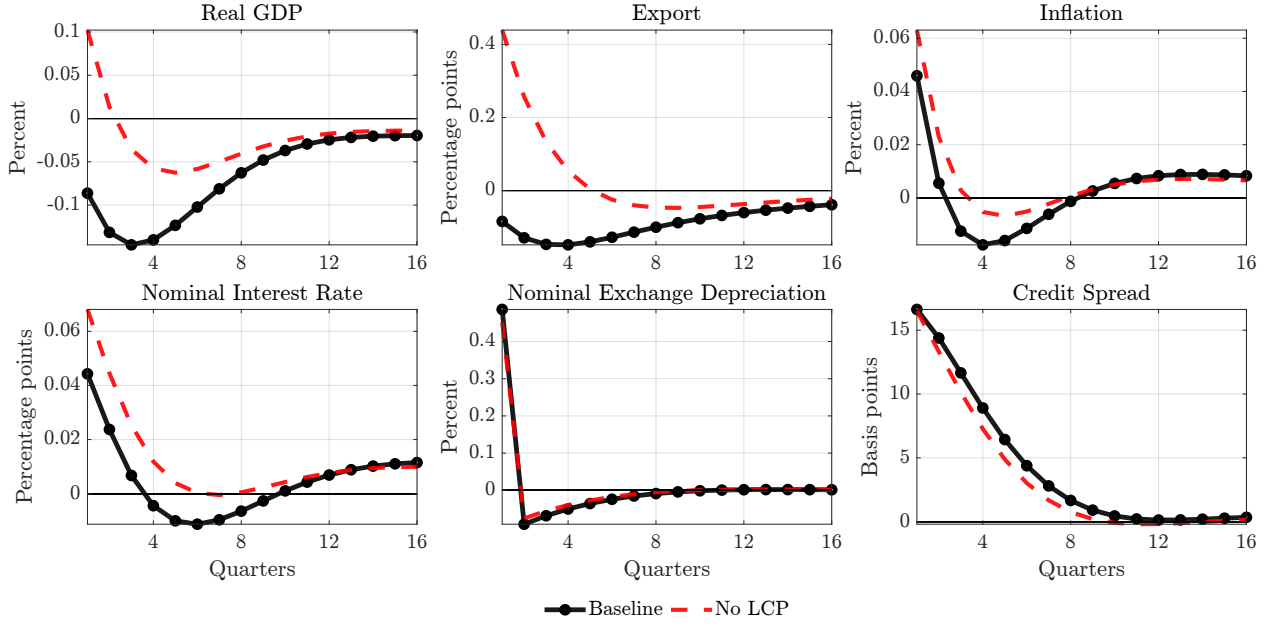 Real GDP
Percent
0.1
0.05
0
-0.05
-0.1
4
8
12
16
Export
Percentage points
0.4
0.2
0
4
8
12
16
Inflation
Percent
0.06
0.04
0.02
0
4
8
12
16
Nominal Interest Rate
Percentage points
0.06
0.04
0.02
0
4
8
12
16
Quarters
Nominal Exchange Depreciation
Percent
0.4
0.3
0.2
0.1
0
4
8
12
16
Quarters
Credit Spread
Basis points
15
10
5
0
4
8
12
16
Quarters
Baseline
No LCP